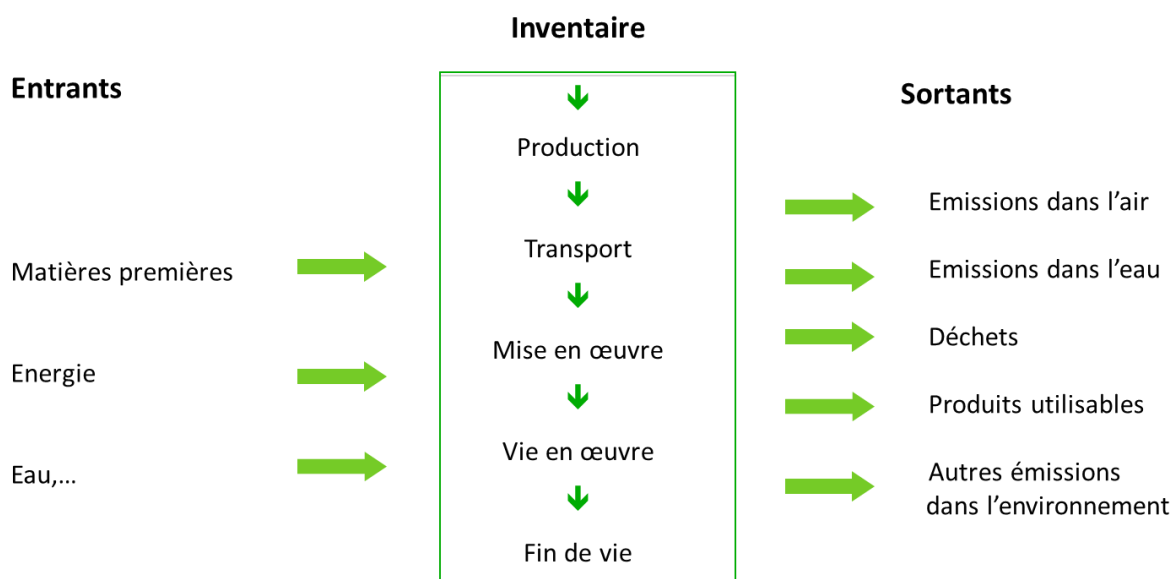 Inventaire
Entrants
Sortants
Production
Transport
Mise en œuvre
Vie en œuvre
Fin de vie
Matières premières
Energie
Eau,...
Emissions dans l'air
Emissions dans l'eau
Déchets
Produits utilisables
Autres émissions
dans l'environnement